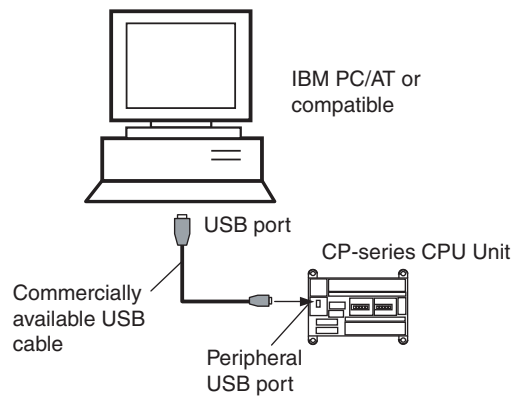 IBM PC/AT or
compatible
USB port
CP-series CPU Unit
Commercially
available USB
cable
Peripheral
USB port